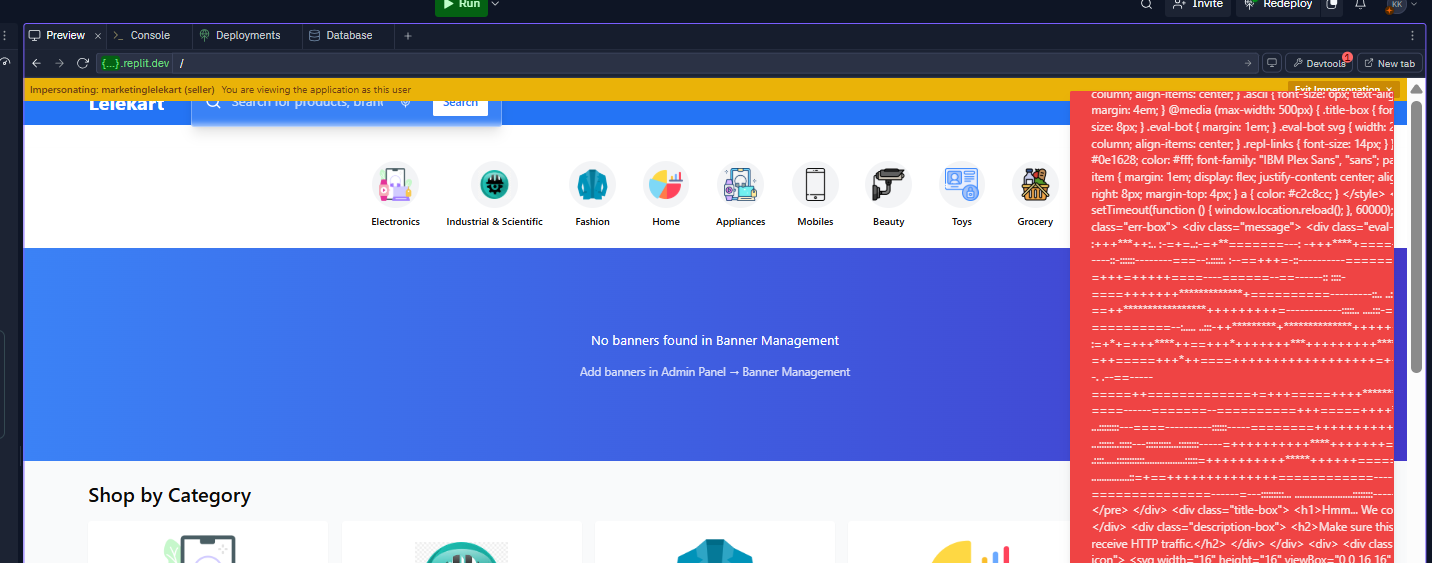 Run
Invite
Redeploy
KK
Preview
Console
Deployments
Database
{...}.replit.dev
/
Devtools
1
New tab
Impersonating: marketinglelekart (seller)
You are viewing the application as this user
Exit Impersonation
Lelekart
Search for products, bran
Search
Electronics
Industrial & Scientific
Fashion
Home
Appliances
Mobiles
Beauty
Toys
Grocery
No banners found in Banner Management
Add banners in Admin Panel → Banner Management
Shop by Category
column; align-items: center; } .ascii { font-size: 6px; text-alig
margin: 4em; } @media (max-width: 500px) { .title-box { fon
size: 8px; } .eval-bot { margin: 1em; } .eval-bot svg { width: 2
column; align-items: center; } .repl-links { font-size: 14px; } }
#0e1628; color: #fff; font-family: "IBM Plex Sans", "sans"; pa
item { margin: 1em; display: flex; justify-content: center; alig
right: 8px; margin-top: 4px; } a { color: #c2c8cc; } </style> <
setTimeout(function () { window.location.reload(); }, 60000);
class="err-box"> <div class="message"> <div class="eval-
</pre> </div> <div class="title-box"> <h1>Hmm... We co
</div> <div class="description-box"> <h2>Make sure this
receive HTTP traffic.</h2> </div> </div> <div> <div clas
icon"> <svg width="16" height="16" viewBox="0 0 16 16"